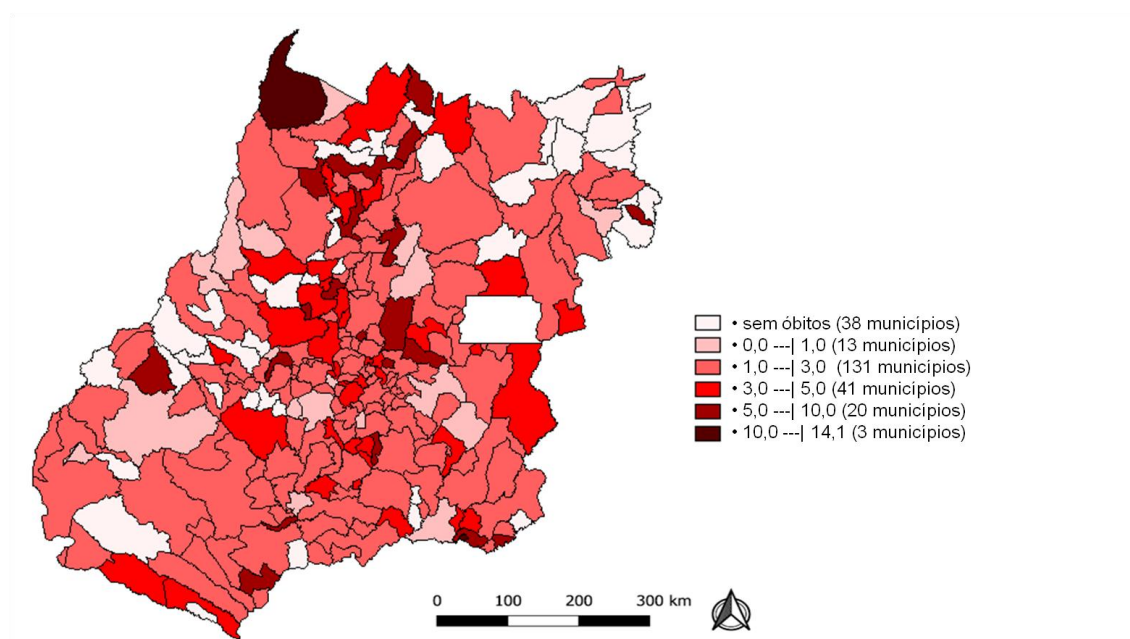 • sem óbitos (38 municípios)
• 0,0 ---| 1,0 (13 municípios)
• 1,0 ---| 3,0 (131 municípios)
• 3,0 ---| 5,0 (41 municípios)
• 5,0 ---| 10,0 (20 municípios)
• 10,0 ---| 14,1 (3 municípios)
0 100 200 300 km